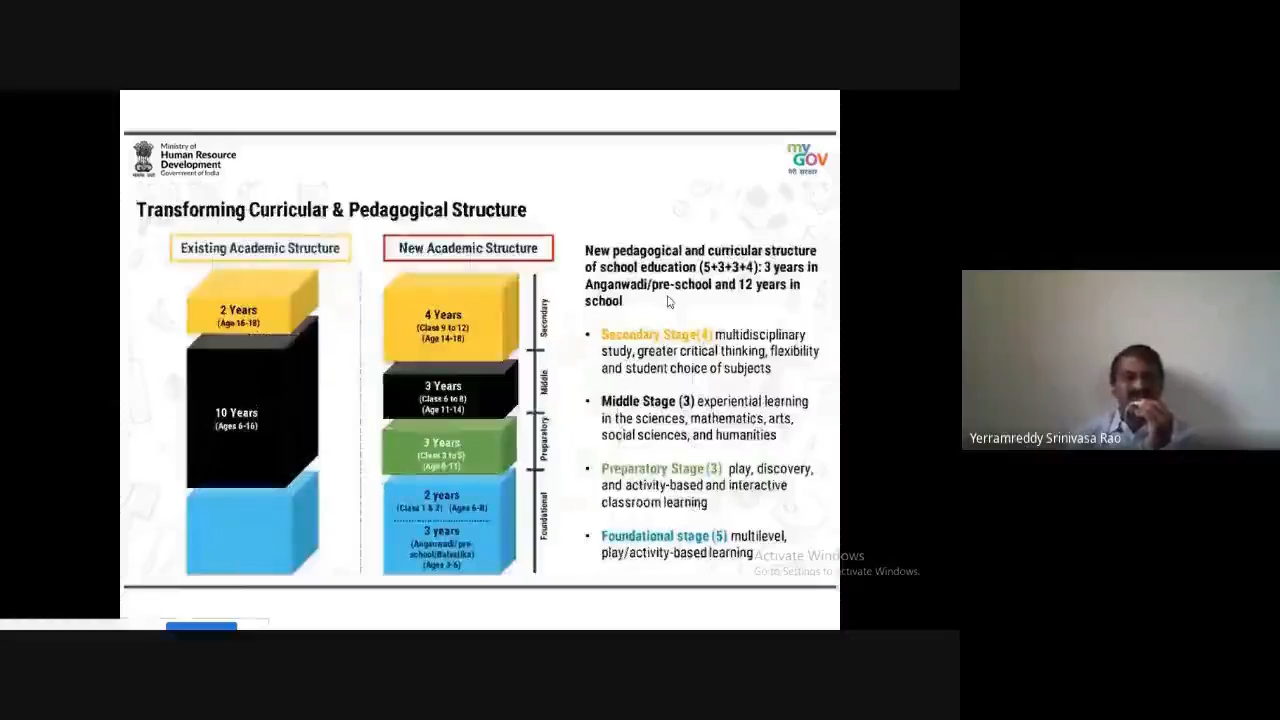 Ministry of
Human Resource
Development
Government of India
my
GOV
मेरी सरकार
Transforming Curricular & Pedagogical Structure
Existing Academic Structure
2 Years
(Age 16-18)
10 Years
(Ages 6-16)
New Academic Structure
4 Years
(Class 9 to 12)
(Age 14-18)
Secondary
3 Years
(Class 6 to 8)
(Age 11-14)
Middle
3 Years
(Class 3 to 5)
(Age 8-11)
Preparatory
2 years
(Class 1 & 2) (Ages 6-8)
3 years
(Anganwadi/pre-
school/Balvatika)
(Ages 3-6)
Foundational
New pedagogical and curricular structure
of school education (5+3+3+4): 3 years in
Anganwadi/pre-school and 12 years in
school
• Secondary Stage(4) multidisciplinary
study, greater critical thinking, flexibility
and student choice of subjects
• Middle Stage (3) experiential learning
in the sciences, mathematics, arts,
social sciences, and humanities
• Preparatory Stage (3) play, discovery,
and activity-based and interactive
classroom learning
• Foundational stage (5) multilevel,
play/activity-based learning
Activate Windows
Go to Settings to activate Windows.
Yerramreddy Srinivasa Rao